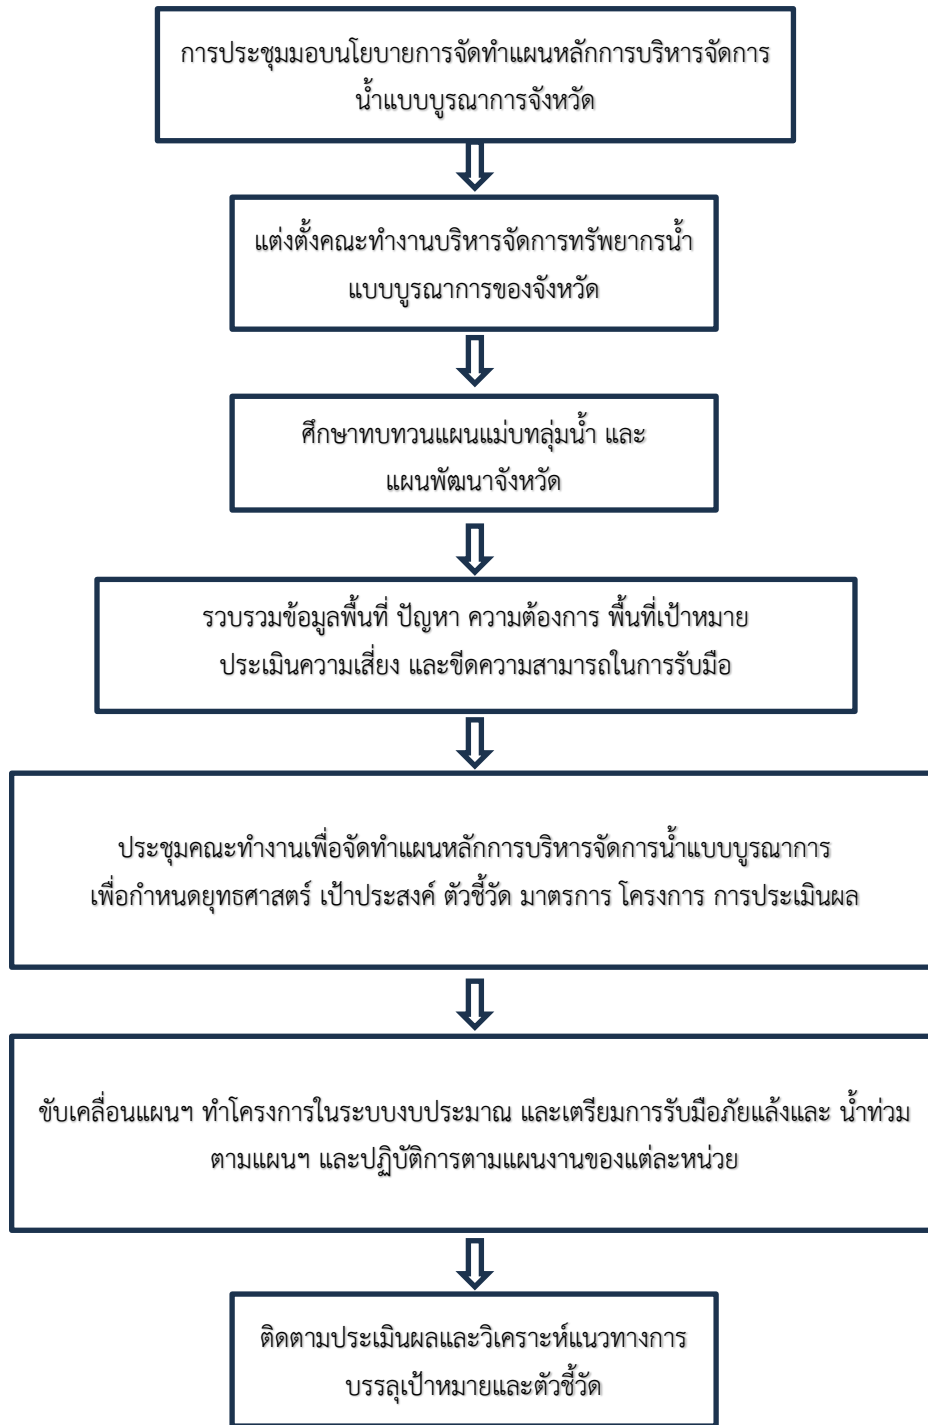 การประชุมมอบนโยบายการจัดทำแผนหลักการบริหารจัดการ
น้ำแบบบูรณาการจังหวัด
แต่งตั้งคณะทำงานบริหารจัดการทรัพยากรน้ำ
แบบบูรณาการของจังหวัด
ศึกษาทบทวนแผนแม่บทลุ่มน้ำ และ
แผนพัฒนาจังหวัด
รวบรวมข้อมูลพื้นที่ ปัญหา ความต้องการ พื้นที่เป้าหมาย
ประเมินความเสี่ยง และขีดความสามารถในการรับมือ
ประชุมคณะทำงานเพื่อจัดทำแผนหลักการบริหารจัดการน้ำแบบบูรณาการ
เพื่อกำหนดยุทธศาสตร์ เป้าประสงค์ ตัวชี้วัด มาตรการ โครงการ การประเมินผล
ขับเคลื่อนแผนฯ ทำโครงการในระบบงบประมาณ และเตรียมการรับมือภัยแล้งและ น้ำท่วม
ตามแผนฯ และปฏิบัติการตามแผนงานของแต่ละหน่วย
ติดตามประเมินผลและวิเคราะห์แนวทางการ
บรรลุเป้าหมายและตัวชี้วัด